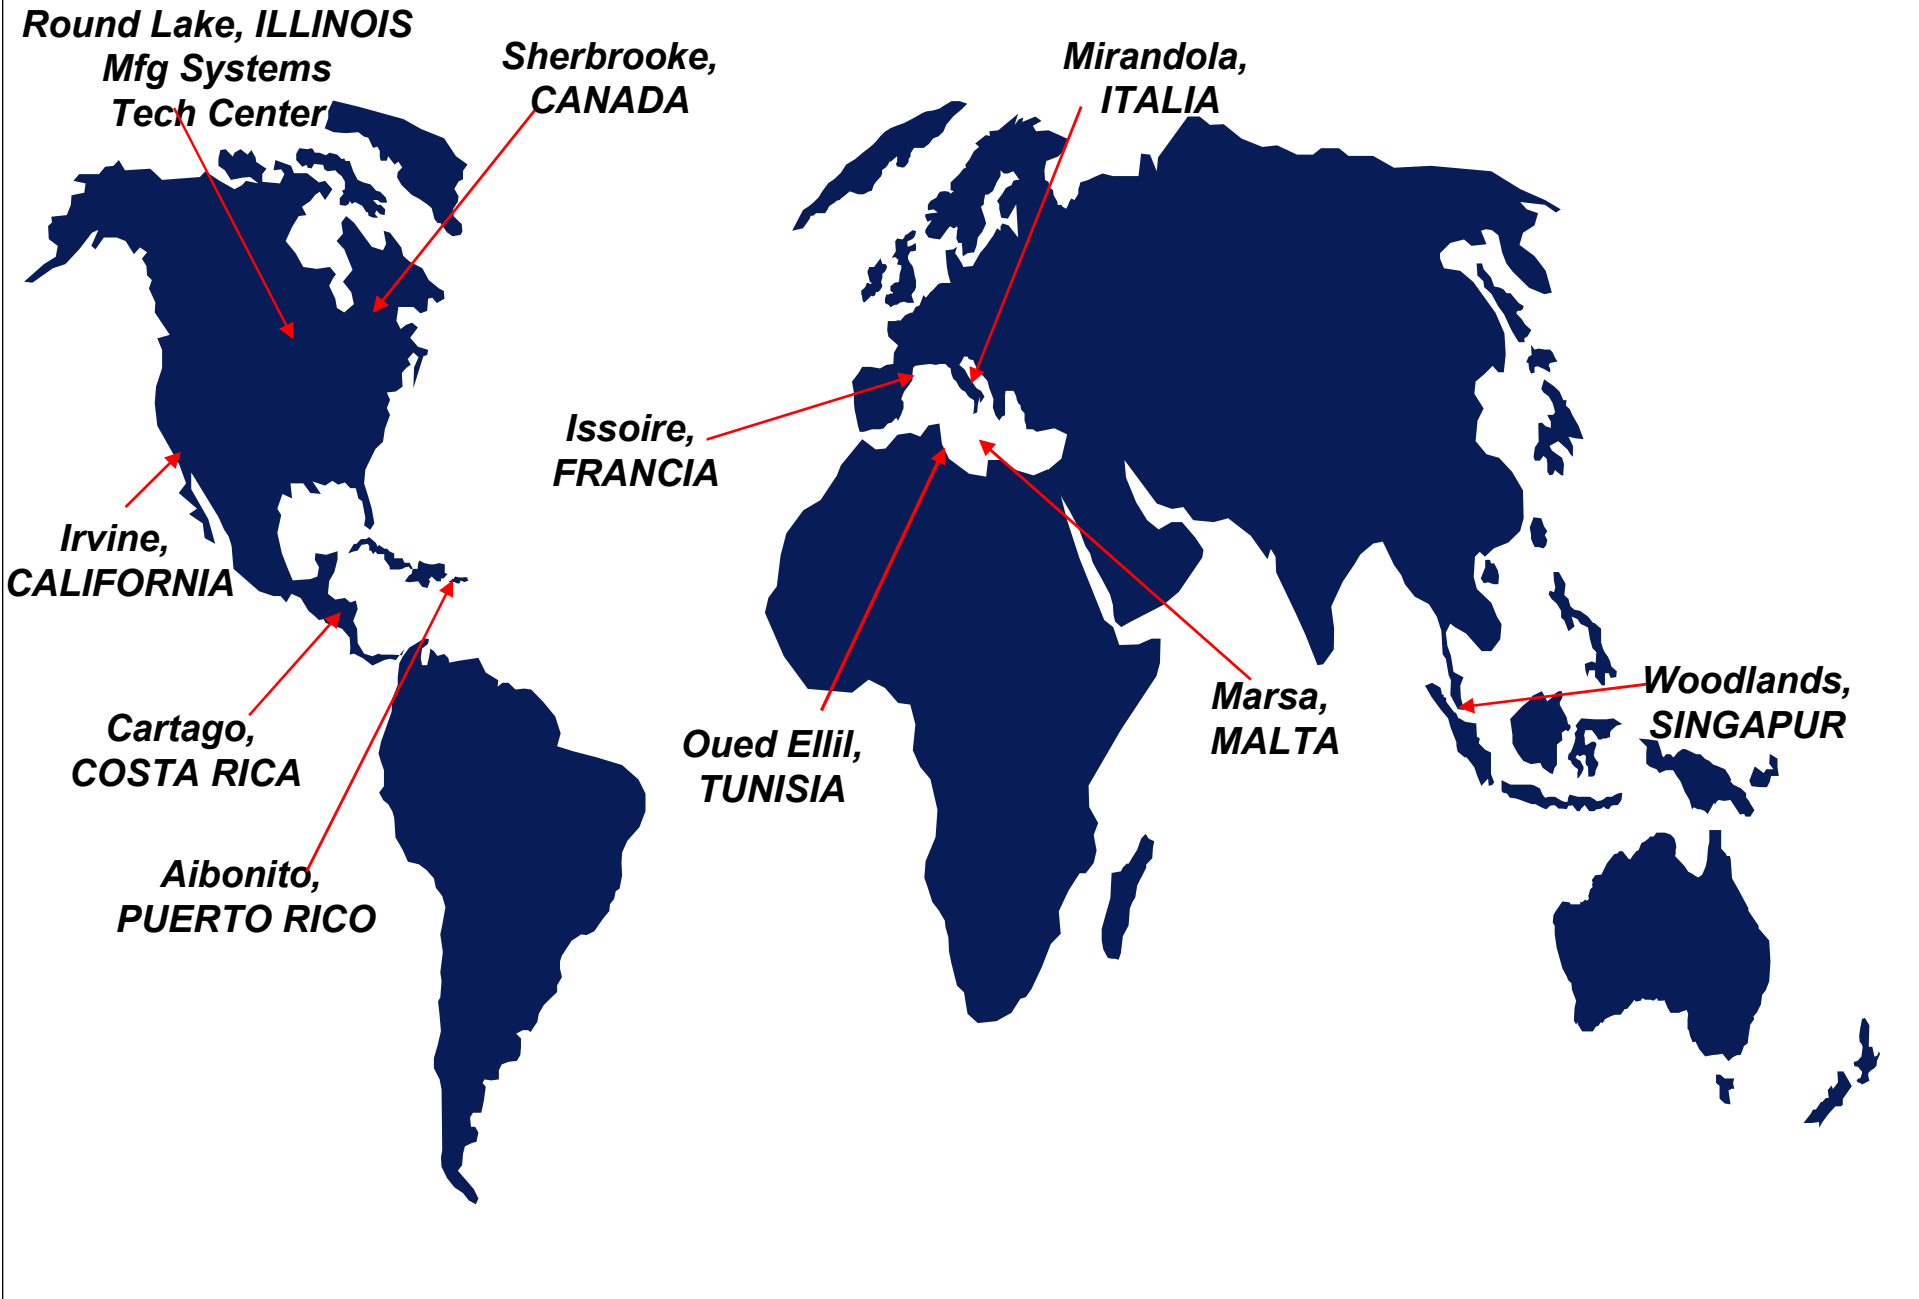 Round Lake, ILLINOIS
Mfg Systems
Tech Center
Sherbrooke,
CANADA
Mirandola,
ITALIA
Issoire,
FRANCIA
Irvine,
CALIFORNIA
Cartago,
COSTA RICA
Oued Ellil,
TUNISIA
Marsa,
MALTA
Woodlands,
SINGAPUR
Aibonito,
PUERTO RICO